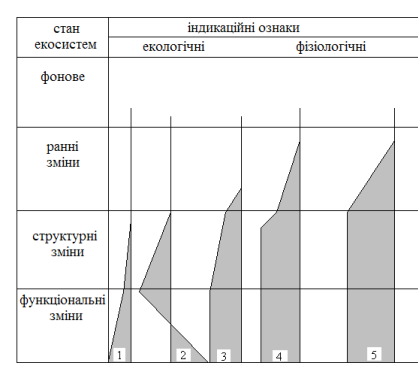 стан
екосистем
індикаційні ознаки
екологічні
фізіологічні
фонове
ранні
зміни
структурні
зміни
функціональні
зміни
1 2 3 4 5